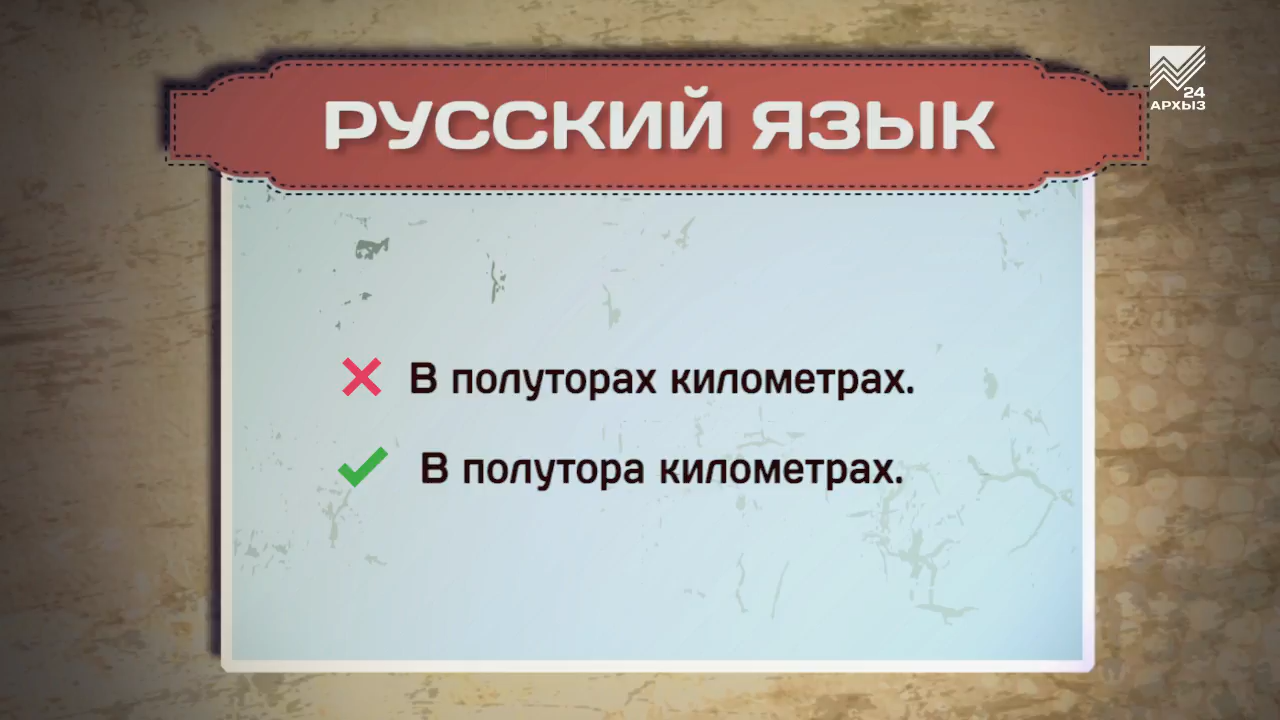 РУССКИЙ ЯЗЫК
24
АРХЫЗ
В полуторах километрах.
В полутора километрах.